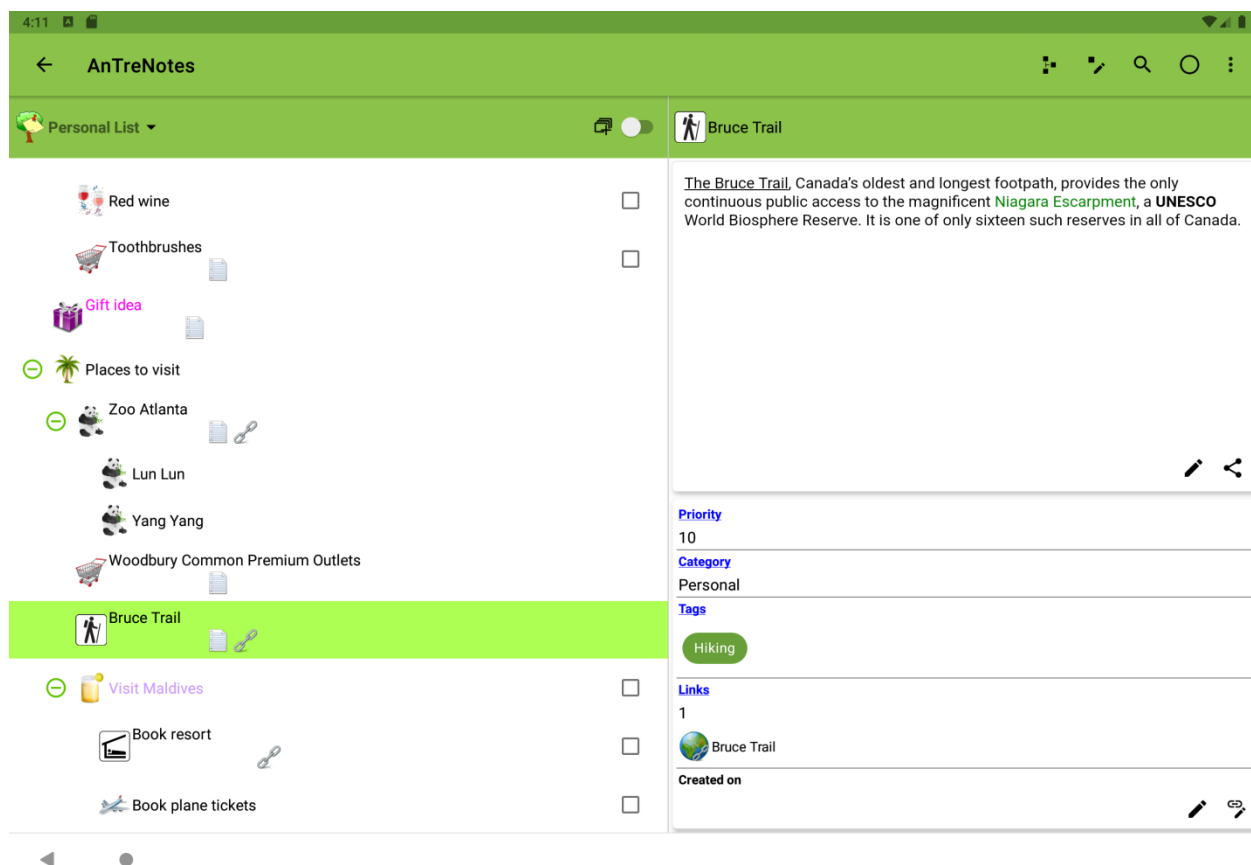 4:11
AnTreNotes
Personal List
Red wine
Toothbrushes
Gift idea
Places to visit
Zoo Atlanta
Lun Lun
Yang Yang
Woodbury Common Premium Outlets
Bruce Trail
Visit Maldives
Book resort
Book plane tickets
Bruce Trail
The Bruce Trail, Canada’s oldest and longest footpath, provides the only
continuous public access to the magnificent Niagara Escarpment, a UNESCO
World Biosphere Reserve. It is one of only sixteen such reserves in all of Canada.
Priority
10
Category
Personal
Tags
Hiking
Links
1
Bruce Trail
Created on